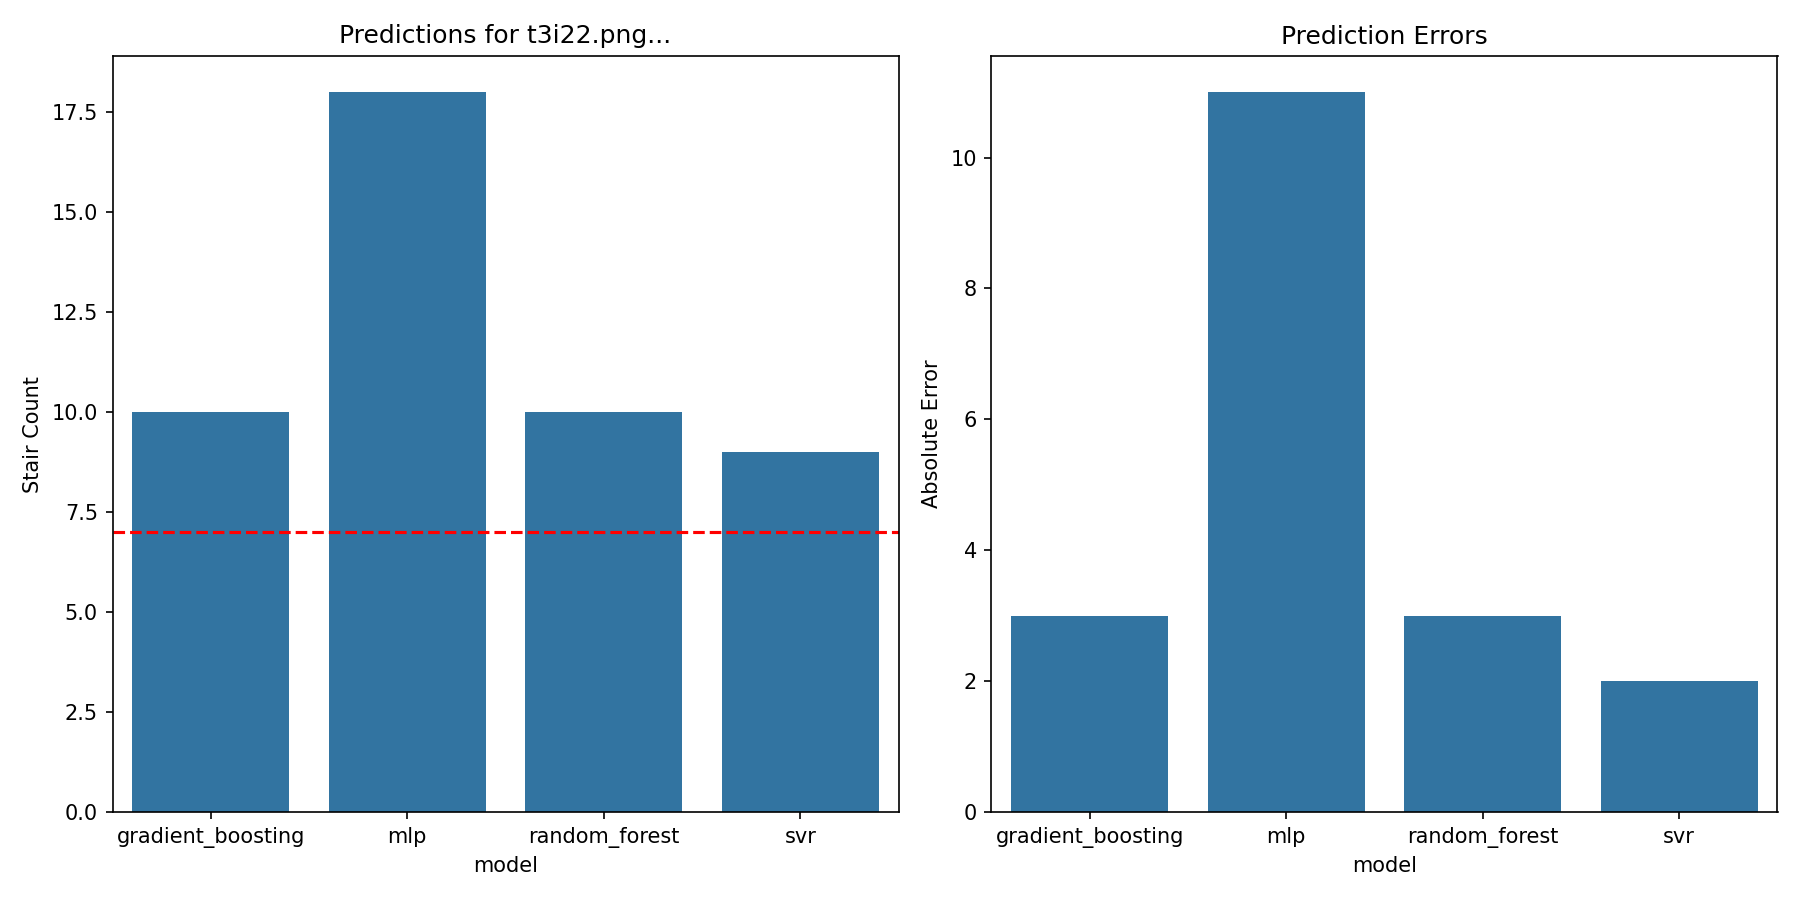 Predictions for t3i22.png...
Stair Count
17.5
15.0
12.5
10.0
7.5
5.0
2.5
0.0
gradient_boosting
mlp
random_forest
svr
model
Prediction Errors
Absolute Error
10
8
6
4
2
0
gradient_boosting
mlp
random_forest
svr
model